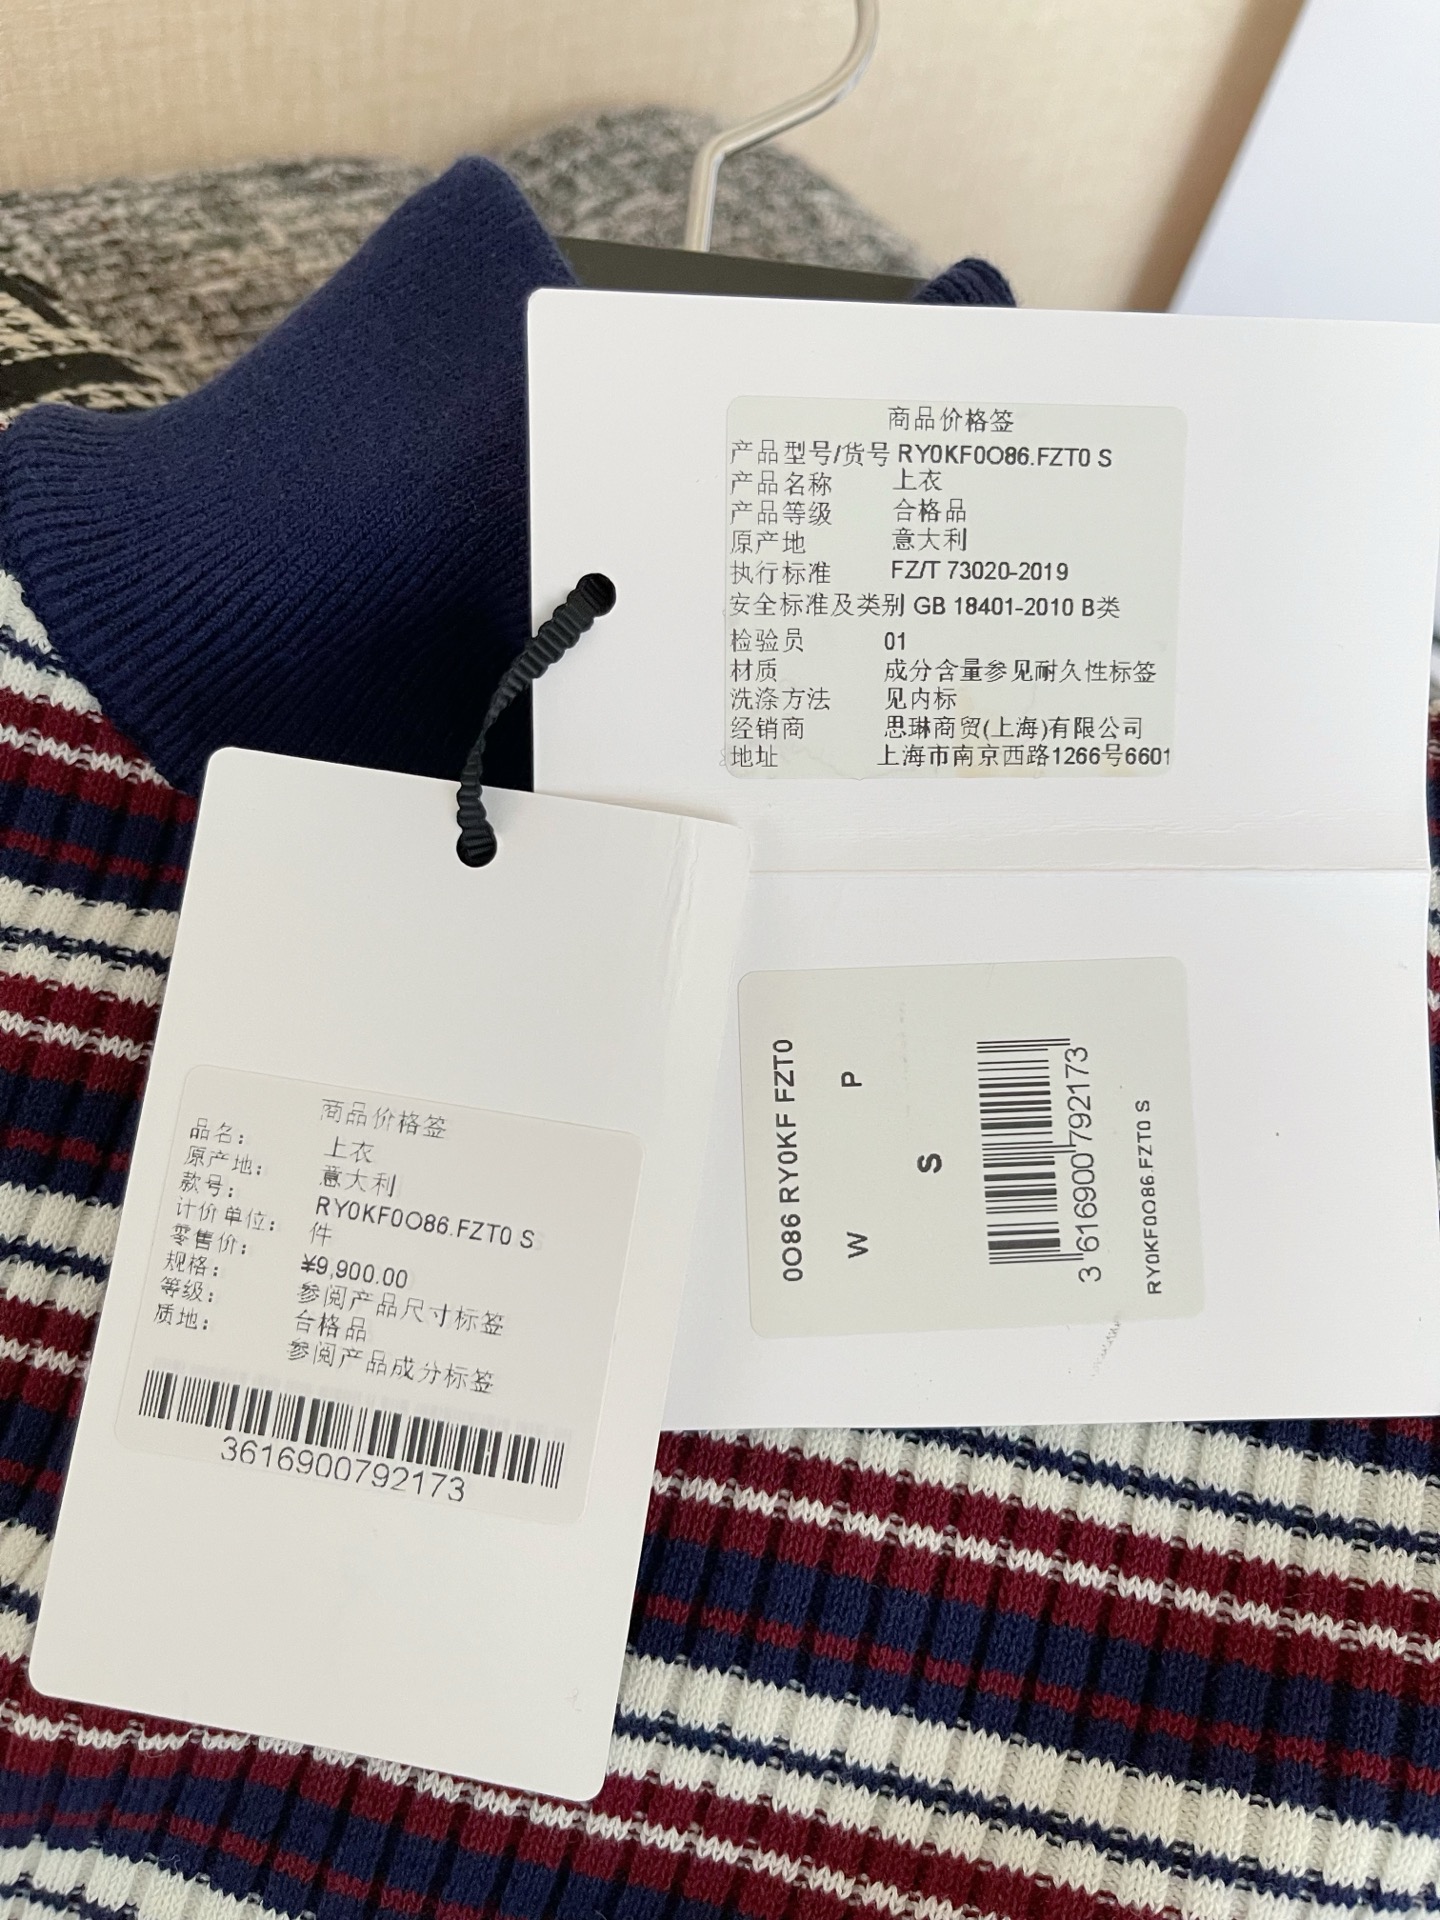 商品价格签
产品型号/货号 RY0KF0O86.FZT0 S
产品名称 上衣
产品等级 合格品
原产地 意大利
执行标准 FZ/T 73020-2019
安全标准及类别 GB 18401-2010 B类
检验员 01
材质 成分含量参见耐久性标签
洗涤方法 见内标
经销商 思琳商贸(上海)有限公司
地址 上海市南京西路1266号6601
0O86 RY0KF FZT0
W P
S
3 616900 792173
RY0KF0O86.FZT0 S
商品价格签
品名: 上衣
原产地: 意大利
款号: RY0KF0O86.FZT0 S
计价单位: 件
零售价: ¥9,900.00
规格: 参阅产品尺寸标签
等级: 合格品
质地: 参阅产品成分标签
3616900792173